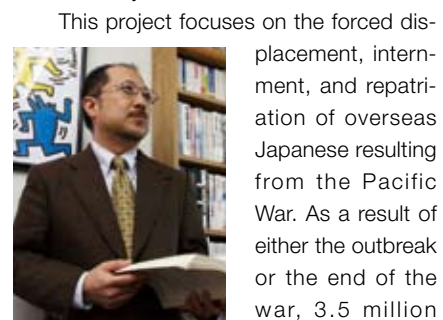 This project focuses on the forced dis-
placement, intern-
ment, and repatri-
ation of overseas
Japanese resulting
from the Pacific
War. As a result of
either the outbreak
or the end of the
war, 3.5 million